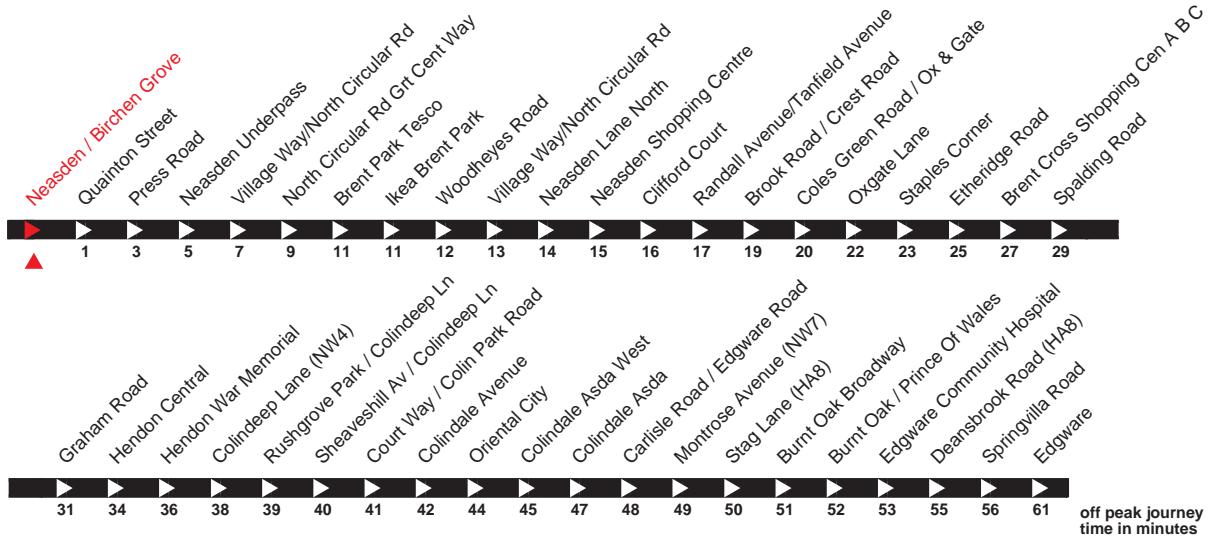 Neasden / Birchen Grove
Quainton Street
Press Road
Neasden Underpass
Village Way/North Circular Rd
North Circular Rd Grt Cent Way
Brent Park Tesco
Ikea Brent Park
Woodheyes Road
Village Way/North Circular Rd
Neasden Lane North
Neasden Shopping Centre
Clifford Court
Randall Avenue/Tanfield Avenue
Brook Road / Crest Road
Coles Green Road / Ox & Gate
Oxgate Lane
Staples Corner
Etheridge Road
Brent Cross Shopping Cen A B C
Spalding Road
1 3 5 7 9 11 11 12 13 14 15 16 17 19 20 22 23 25 27 29
Graham Road
Hendon Central
Hendon War Memorial
Colindeep Lane (NW4)
Rushgrove Park / Colindeep Ln
Sheaveshill Av / Colindeep Ln
Court Way / Colin Park Road
Colindale Avenue
Oriental City
Colindale Asda West
Colindale Asda
Carlisle Road / Edgware Road
Montrose Avenue (NW7)
Stag Lane (HA8)
Burnt Oak Broadway
Burnt Oak / Prince Of Wales
Edgware Community Hospital
Deansbrook Road (HA8)
Springvilla Road
Edgware
31 34 36 38 39 40 41 42 44 45 47 48 49 50 51 52 53 55 56 61
off peak journey
time in minutes